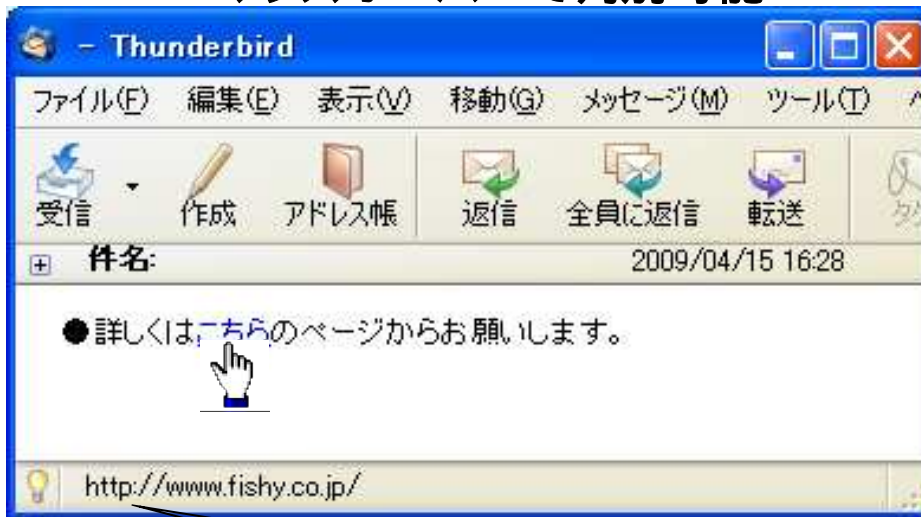 - Thunderbird
ファイル(F) 編集(E) 表示(V) 移動(G) メッセージ(M) ツール(T)
受信 作成 アドレス帳 返信 全員に返信 転送
件名: 2009/04/15 16:28
●詳しくはこちらのページからお願いします。
http://www.fishy.co.jp/